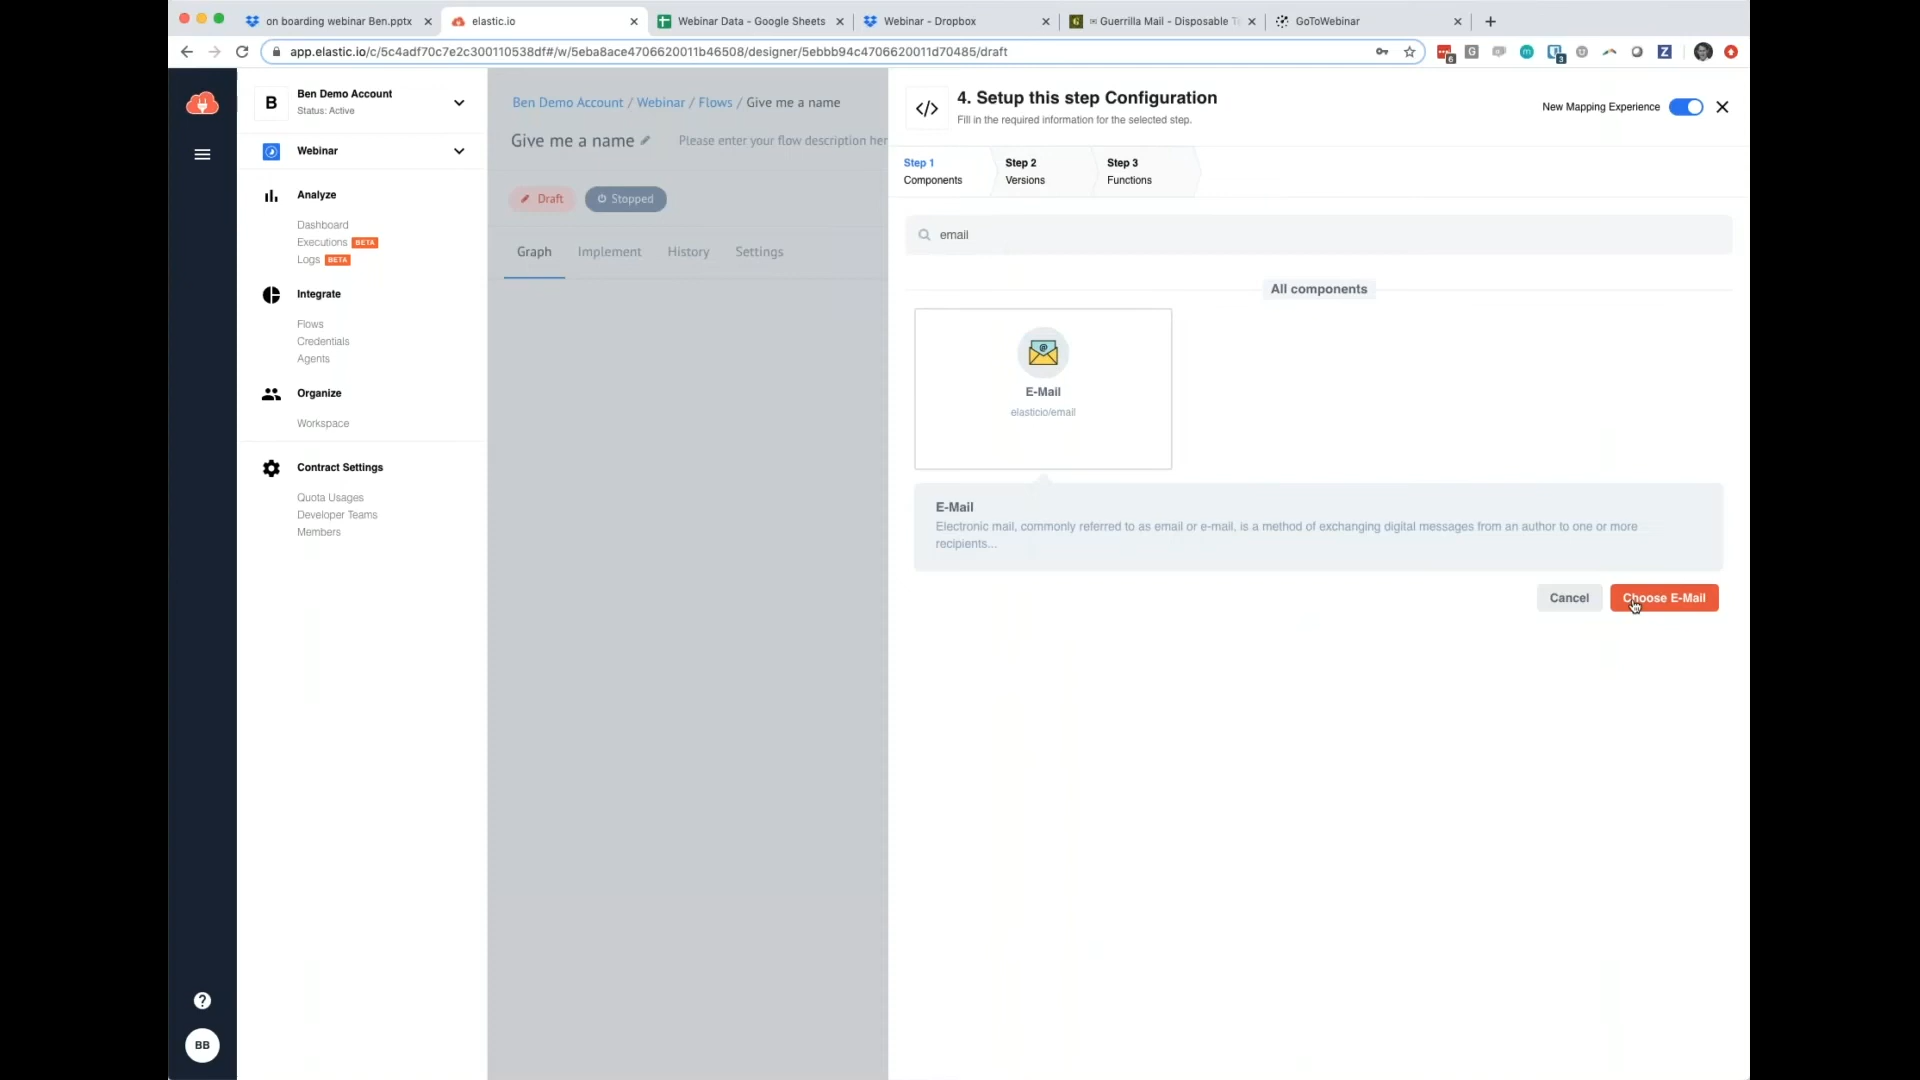 on boarding webinar Ben.pptx
elastic.io
Webinar Data - Google Sheets
Webinar - Dropbox
Guerrilla Mail - Disposable
GoToWebinar
app.elastic.io/c/5c4adf70c7e2c300110538df#/w/5eba8ace4706620011b46508/designer/5ebbb94c4706620011d70485/draft
B
Ben Demo Account
Status: Active
Webinar
Analyze
Dashboard
Executions BETA
Logs BETA
Integrate
Flows
Credentials
Agents
Organize
Workspace
Contract Settings
Quota Usages
Developer Teams
Members
?
BB
Ben Demo Account / Webinar / Flows / Give me a name
Give me a name
Please enter your flow description her
Draft
Stopped
Graph Implement History Settings
</> 4. Setup this step Configuration
Fill in the required information for the selected step.
New Mapping Experience
Step 1
Components
Step 2
Versions
Step 3
Functions
email
All components
E-Mail
elasticio/email
E-Mail
Electronic mail, commonly referred to as email or e-mail, is a method of exchanging digital messages from an author to one or more
recipients...
Cancel
Choose E-Mail